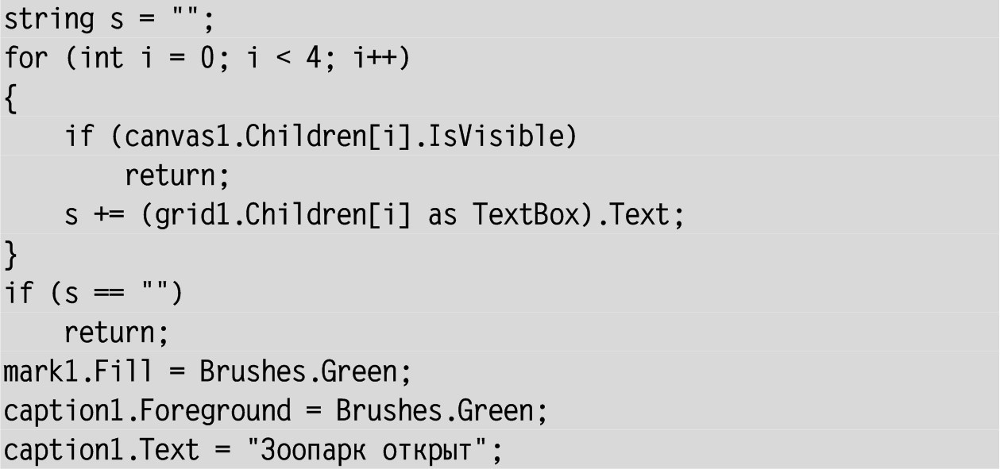 string s = "";
for (int i = 0; i < 4; i++)
{
    if (canvas1.Children[i].IsVisible)
        return;
    s += (grid1.Children[i] as TextBox).Text;
}
if (s == "")
    return;
mark1.Fill = Brushes.Green;
caption1.Foreground = Brushes.Green;
caption1.Text = "Зоопарк открыт";